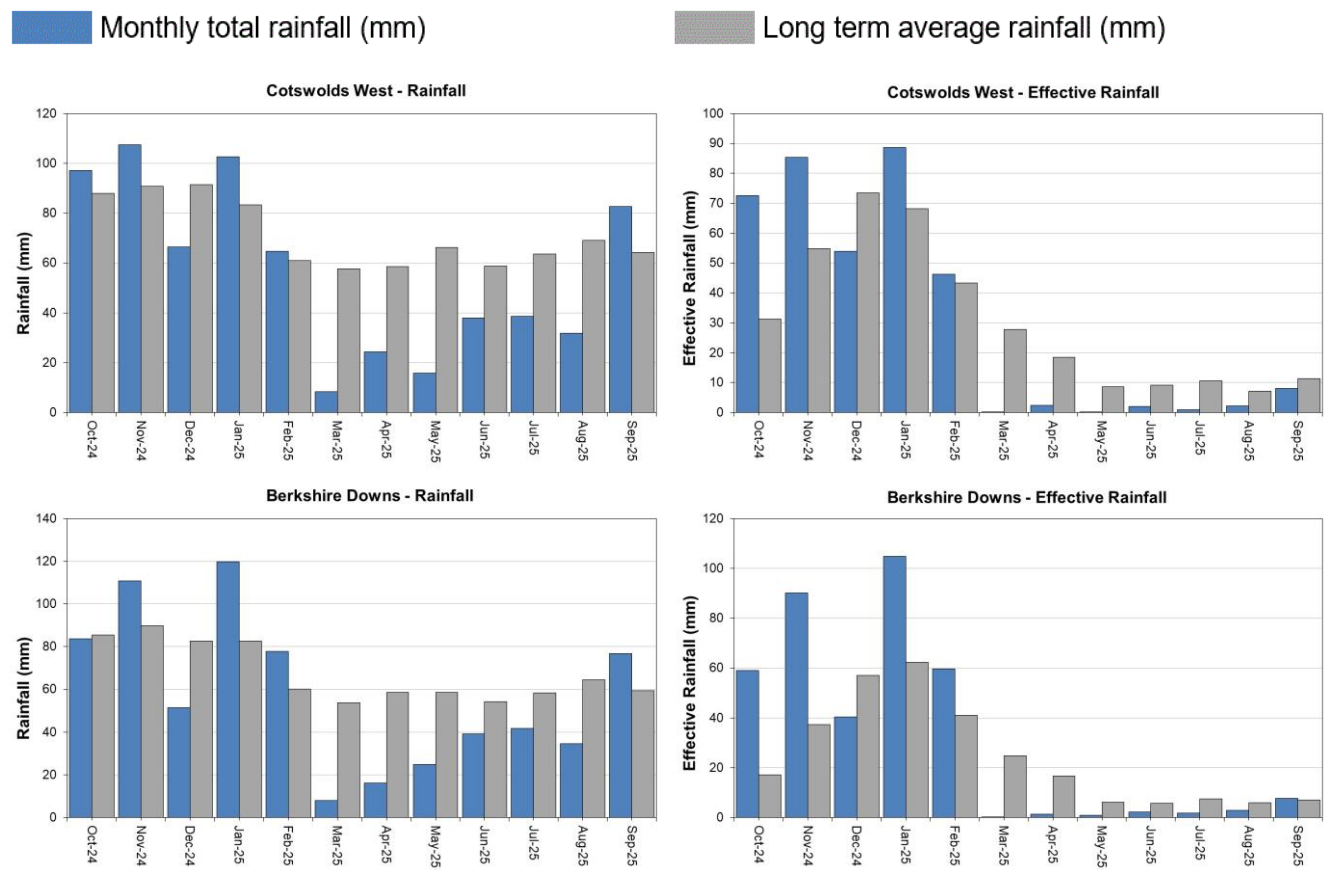 Monthly total rainfall (mm)
Long term average rainfall (mm)
Cotswolds West - Rainfall
Rainfall (mm)
120
100
80
60
40
20
0
Oct-24
Nov-24
Dec-24
Jan-25
Feb-25
Mar-25
Apr-25
May-25
Jun-25
Jul-25
Aug-25
Sep-25
Cotswolds West - Effective Rainfall
Effective Rainfall (mm)
100
90
80
70
60
50
40
30
20
10
0
Oct-24
Nov-24
Dec-24
Jan-25
Feb-25
Mar-25
Apr-25
May-25
Jun-25
Jul-25
Aug-25
Sep-25
Berkshire Downs - Rainfall
Rainfall (mm)
140
120
100
80
60
40
20
0
Oct-24
Nov-24
Dec-24
Jan-25
Feb-25
Mar-25
Apr-25
May-25
Jun-25
Jul-25
Aug-25
Sep-25
Berkshire Downs - Effective Rainfall
Effective Rainfall (mm)
120
100
80
60
40
20
0
Oct-24
Nov-24
Dec-24
Jan-25
Feb-25
Mar-25
Apr-25
May-25
Jun-25
Jul-25
Aug-25
Sep-25